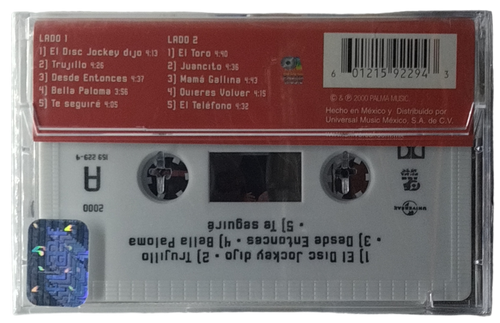 LADO 1
1) El Disc Jockey dijo 4:13
2) Trujillo 4:26
3) Desde Entonces 4:37
4) Bella Paloma 3:56
5) Te seguiré 4:05
LADO 2
1) El Toro 4:40
2) Juancito 4:36
3) Mamá Gallina 4:43
4) Quieres Volver 4:15
5) El Teléfono 4:32
6 01215 92294 3
© & ℗ 2000 PALMA MUSIC
Hecho en México y Distribuido por
Universal Music México, S.A. de C.V.
1) El Disc Jockey dijo • 2) Trujillo
• 3) Desde Entonces 4) Bella Paloma
• 5) Te seguiré
2000
A
UNIVERSAL